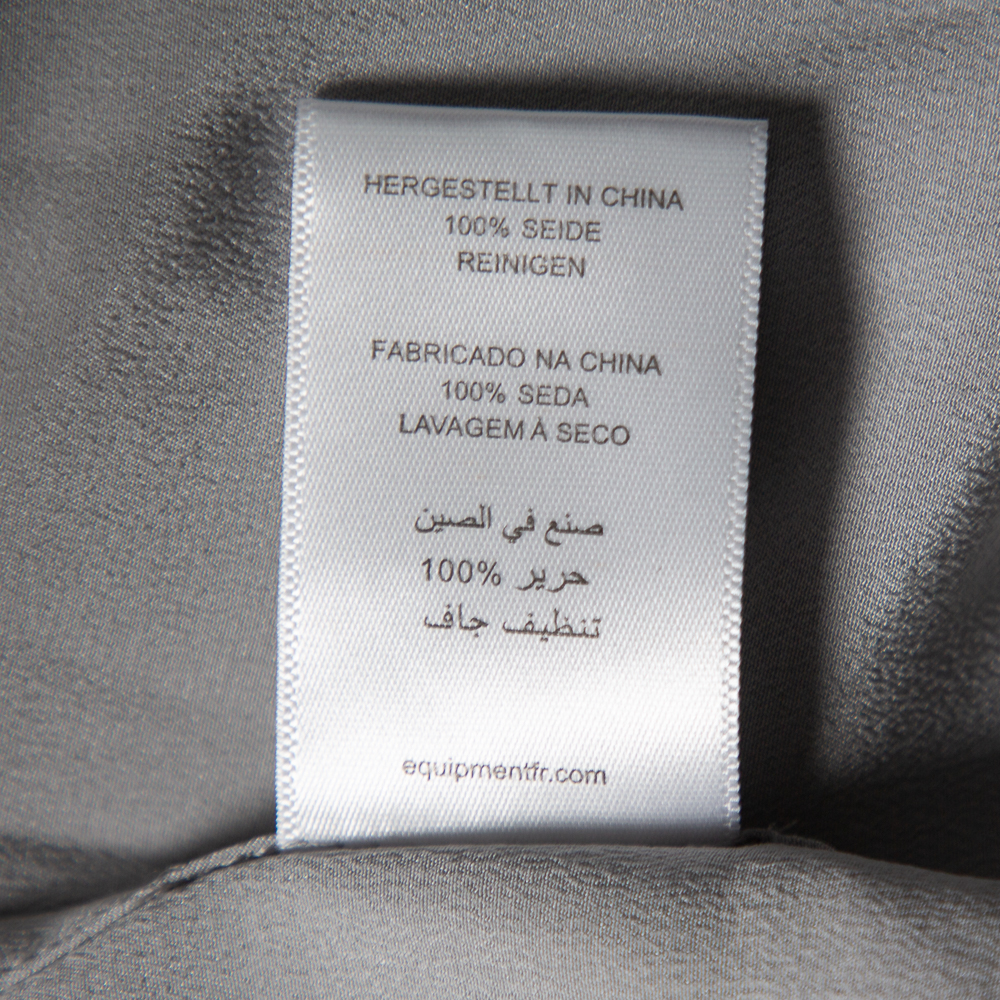 HERGESTELLT IN CHINA
100% SEIDE
REINIGEN
FABRICADO NA CHINA
100% SEDA
LAVAGEM À SECO
صنع في الصين
حرير 100%
تنظيف جاف
equipmentfr.com